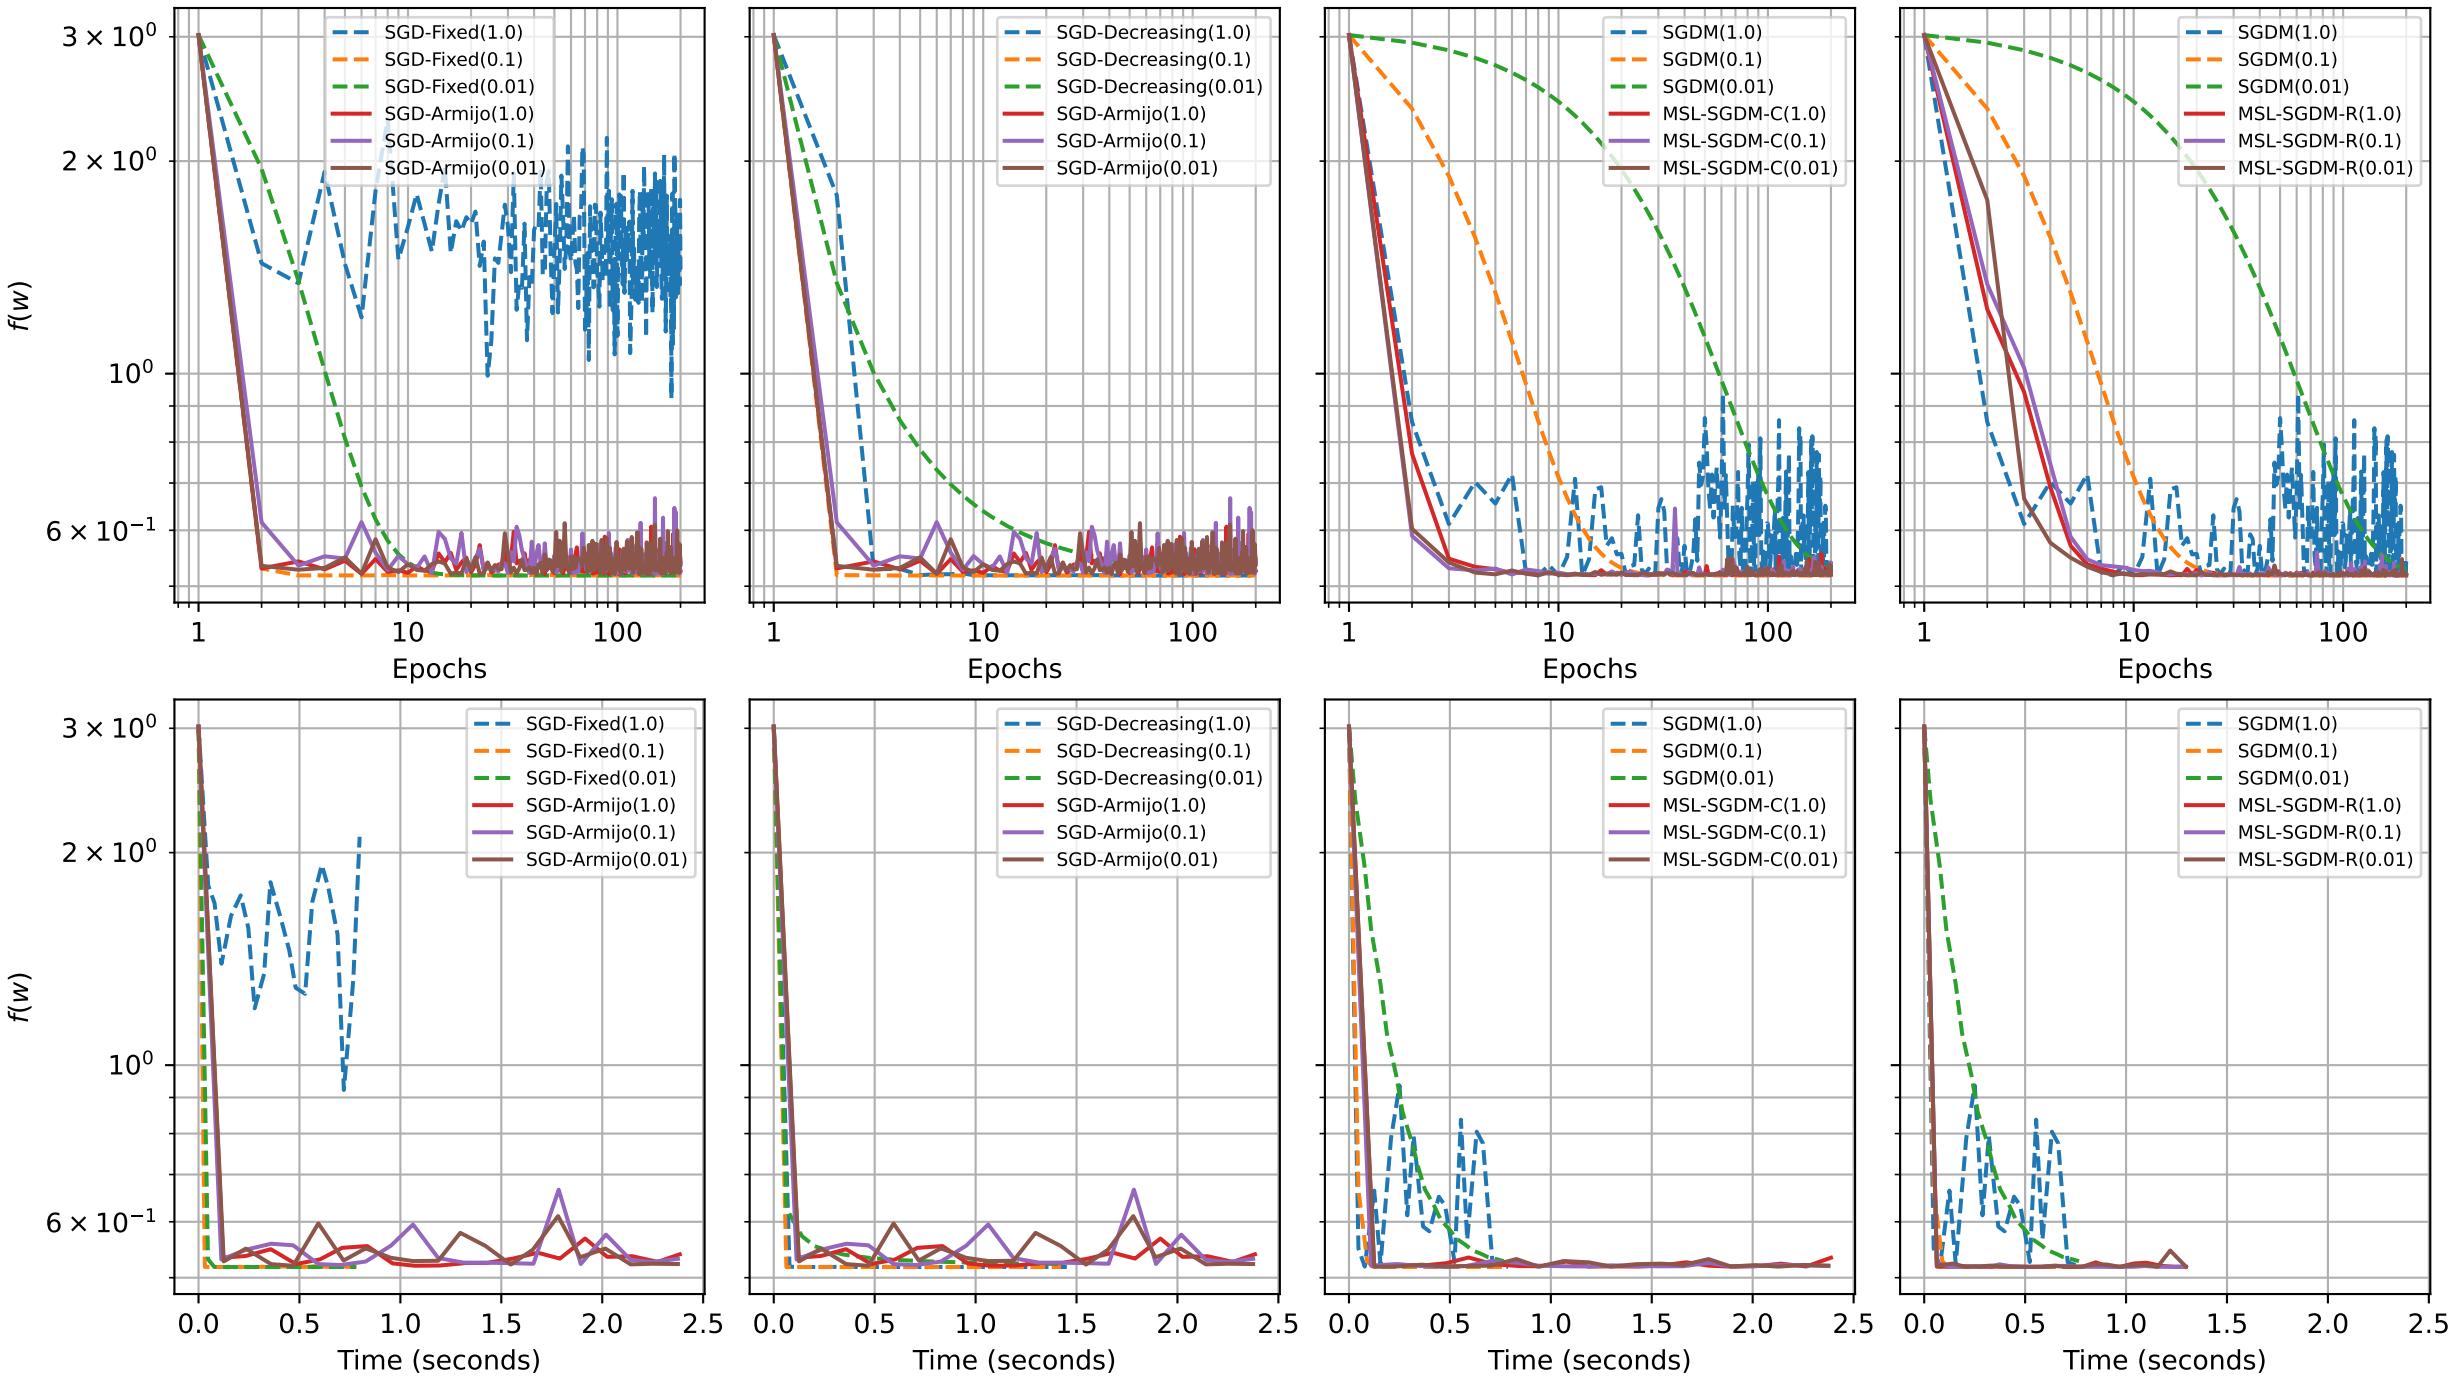 3 × 10⁰
2 × 10⁰
10⁰
6 × 10⁻¹
f(w)
SGD-Fixed(1.0)
SGD-Fixed(0.1)
SGD-Fixed(0.01)
SGD-Armijo(1.0)
SGD-Armijo(0.1)
SGD-Armijo(0.01)
1 10 100
Epochs
SGD-Decreasing(1.0)
SGD-Decreasing(0.1)
SGD-Decreasing(0.01)
SGD-Armijo(1.0)
SGD-Armijo(0.1)
SGD-Armijo(0.01)
1 10 100
Epochs
SGDM(1.0)
SGDM(0.1)
SGDM(0.01)
MSL-SGDM-C(1.0)
MSL-SGDM-C(0.1)
MSL-SGDM-C(0.01)
1 10 100
Epochs
SGDM(1.0)
SGDM(0.1)
SGDM(0.01)
MSL-SGDM-R(1.0)
MSL-SGDM-R(0.1)
MSL-SGDM-R(0.01)
1 10 100
Epochs
3 × 10⁰
2 × 10⁰
10⁰
6 × 10⁻¹
f(w)
SGD-Fixed(1.0)
SGD-Fixed(0.1)
SGD-Fixed(0.01)
SGD-Armijo(1.0)
SGD-Armijo(0.1)
SGD-Armijo(0.01)
0.0 0.5 1.0 1.5 2.0 2.5
Time (seconds)
SGD-Decreasing(1.0)
SGD-Decreasing(0.1)
SGD-Decreasing(0.01)
SGD-Armijo(1.0)
SGD-Armijo(0.1)
SGD-Armijo(0.01)
0.0 0.5 1.0 1.5 2.0 2.5
Time (seconds)
SGDM(1.0)
SGDM(0.1)
SGDM(0.01)
MSL-SGDM-C(1.0)
MSL-SGDM-C(0.1)
MSL-SGDM-C(0.01)
0.0 0.5 1.0 1.5 2.0 2.5
Time (seconds)
SGDM(1.0)
SGDM(0.1)
SGDM(0.01)
MSL-SGDM-R(1.0)
MSL-SGDM-R(0.1)
MSL-SGDM-R(0.01)
0.0 0.5 1.0 1.5 2.0 2.5
Time (seconds)